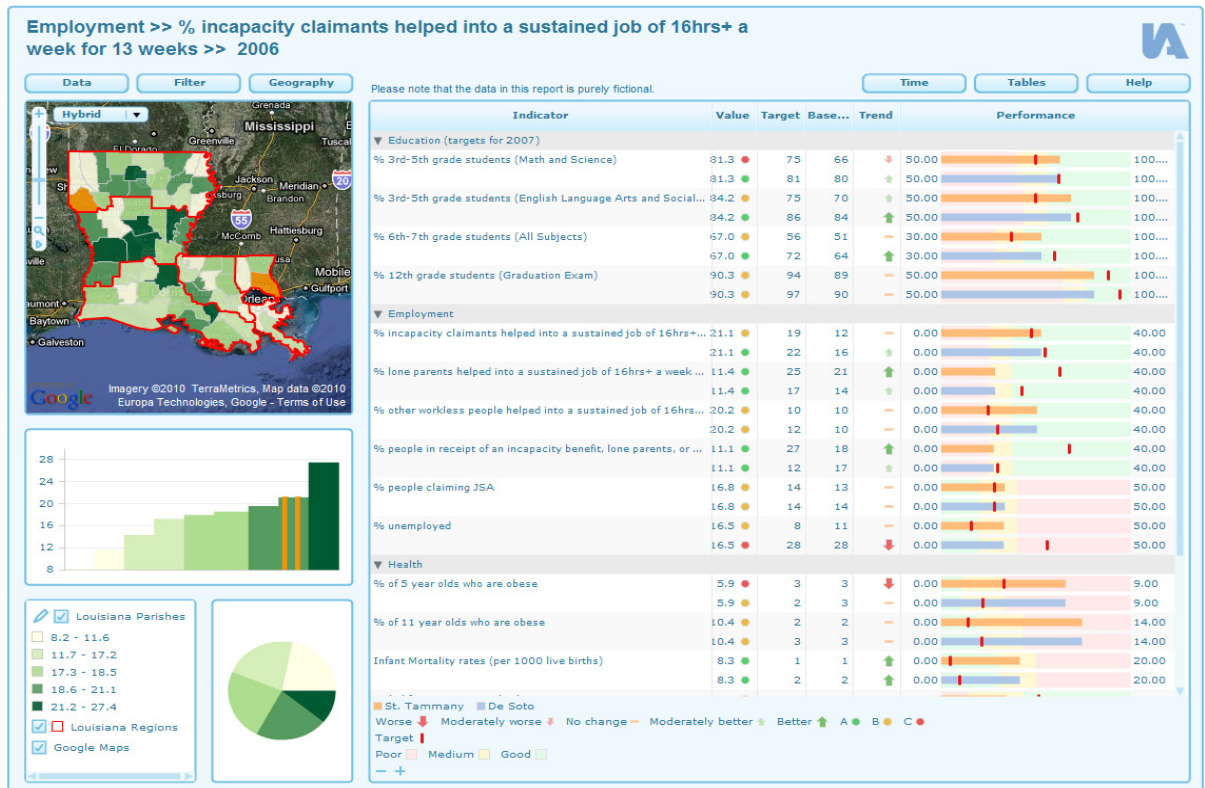 Employment >> % incapacity claimants helped into a sustained job of 16hrs+ a
week for 13 weeks >> 2006
IA
Data Filter Geography
Please note that the data in this report is purely fictional.
Time Tables Help
Hybrid
Grenada
Mississippi
Greenville
Tuscal
El Dorado
Jackson
Meridian
20
ksburg
Brandon
55
McComb
Hattiesburg
usa
Mobile
Gulfport
Orlean
ville
aumont
Baytown
Galveston
Imagery ©2010 TerraMetrics, Map data ©2010
Europa Technologies, Google - Terms of Use
Google
28
24
20
16
12
8
Louisiana Parishes
8.2 - 11.6
11.7 - 17.2
17.3 - 18.5
18.6 - 21.1
21.2 - 27.4
Louisiana Regions
Google Maps
Indicator Value Target Base... Trend Performance
Education (targets for 2007)
% 3rd-5th grade students (Math and Science) 81.3 75 66 50.00 100....
81.3 81 80 50.00 100....
% 3rd-5th grade students (English Language Arts and Social... 84.2 75 70 50.00 100....
84.2 86 84 50.00 100....
% 6th-7th grade students (All Subjects) 67.0 56 51 30.00 100....
67.0 72 64 30.00 100....
% 12th grade students (Graduation Exam) 90.3 94 89 50.00 100....
90.3 97 90 50.00 100....
Employment
% incapacity claimants helped into a sustained job of 16hrs+... 21.1 19 12 0.00 40.00
21.1 22 16 0.00 40.00
% lone parents helped into a sustained job of 16hrs+ a week ... 11.4 25 21 0.00 40.00
11.4 17 14 0.00 40.00
% other workless people helped into a sustained job of 16hrs... 20.2 10 10 0.00 40.00
20.2 12 10 0.00 40.00
% people in receipt of an incapacity benefit, lone parents, or ... 11.1 27 18 0.00 40.00
11.1 12 17 0.00 40.00
% people claiming JSA 16.8 14 13 0.00 50.00
16.8 14 14 0.00 50.00
% unemployed 16.5 8 11 0.00 50.00
16.5 28 28 0.00 50.00
Health
% of 5 year olds who are obese 5.9 3 3 0.00 9.00
5.9 2 3 0.00 9.00
% of 11 year olds who are obese 10.4 2 2 0.00 14.00
10.4 3 3 0.00 14.00
Infant Mortality rates (per 1000 live births) 8.3 1 1 0.00 20.00
8.3 2 2 0.00 20.00
St. Tammany De Soto
Worse Moderately worse No change Moderately better Better A B C
Target
Poor Medium Good